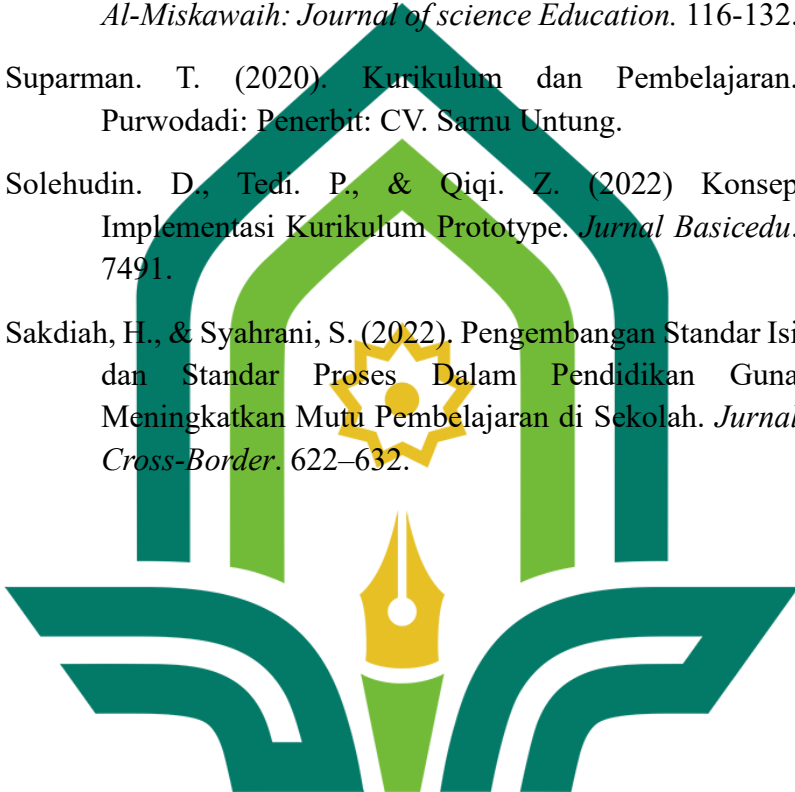 Al-Miskawaih: Journal of science Education. 116-132.
Suparman. T. (2020). Kurikulum dan Pembelajaran.
Purwodadi: Penerbit: CV. Sarnu Untung.
Solehudin. D., Tedi. P., & Qiqi. Z. (2022) Konsep
Implementasi Kurikulum Prototype. Jurnal Basicedu.
7491.
Sakdiah, H., & Syahrani, S. (2022). Pengembangan Standar Isi
dan Standar Proses Dalam Pendidikan Guna
Meningkatkan Mutu Pembelajaran di Sekolah. Jurnal
Cross-Border. 622–632.